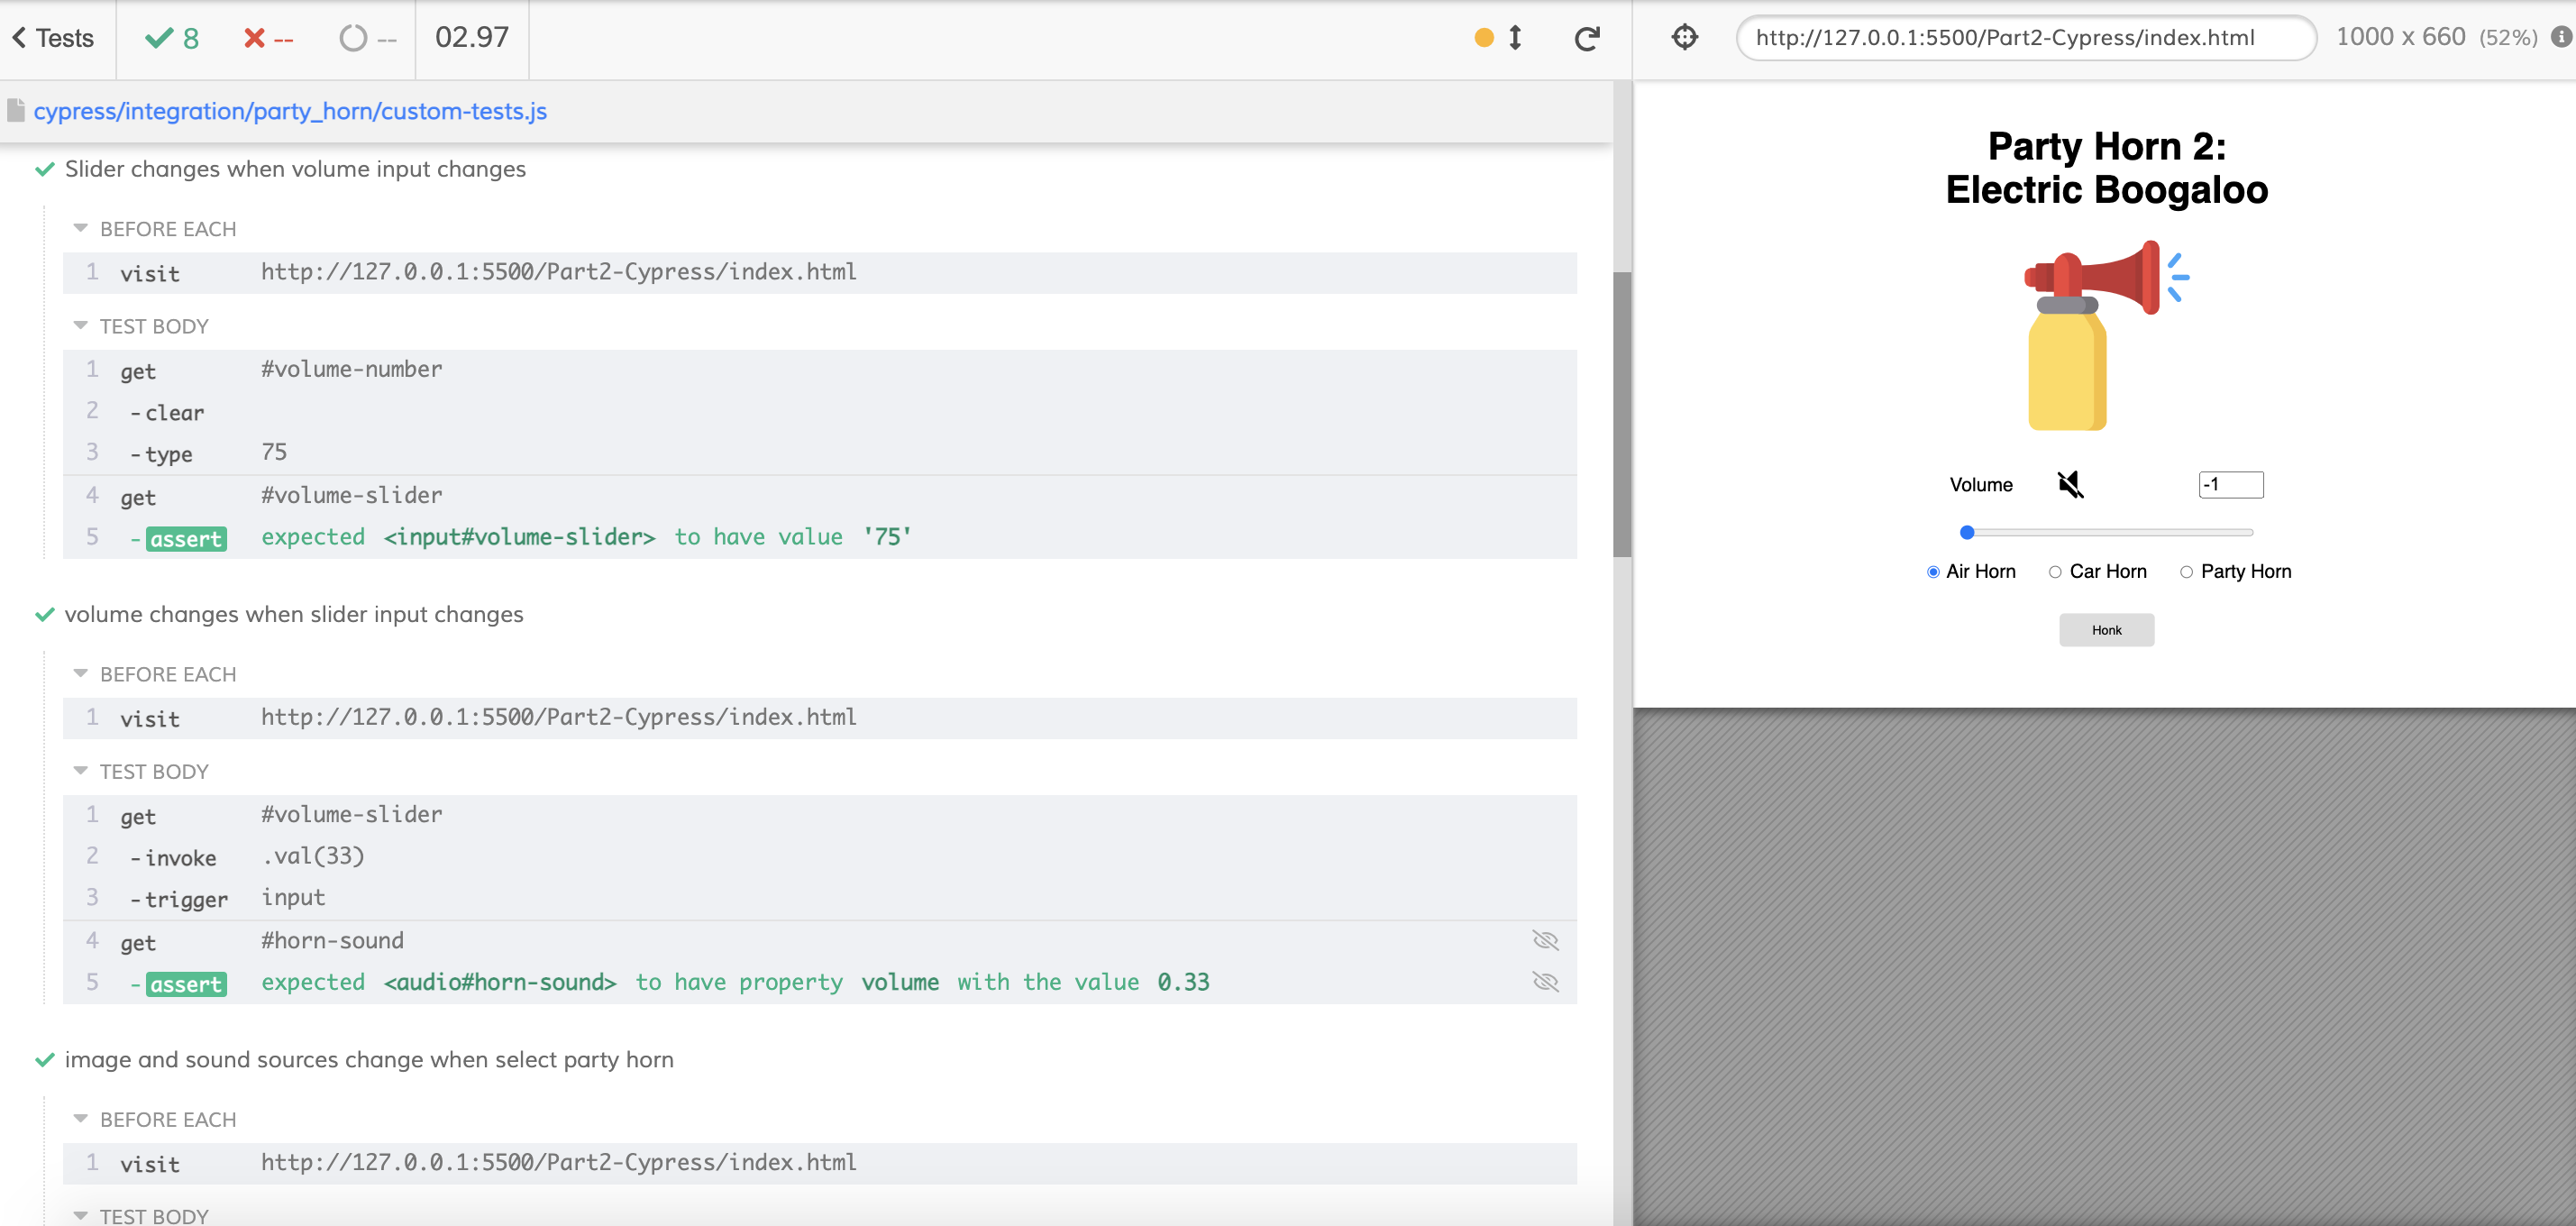 Tests 8 -- -- 02.97
cypress/integration/party_horn/custom-tests.js
Slider changes when volume input changes
BEFORE EACH
1 visit http://127.0.0.1:5500/Part2-Cypress/index.html
TEST BODY
1 get #volume-number
2 -clear
3 -type 75
4 get #volume-slider
5 -assert expected <input#volume-slider> to have value '75'
volume changes when slider input changes
BEFORE EACH
1 visit http://127.0.0.1:5500/Part2-Cypress/index.html
TEST BODY
1 get #volume-slider
2 -invoke .val(33)
3 -trigger input
4 get #horn-sound
5 -assert expected <audio#horn-sound> to have property volume with the value 0.33
image and sound sources change when select party horn
BEFORE EACH
1 visit http://127.0.0.1:5500/Part2-Cypress/index.html
TEST BODY
http://127.0.0.1:5500/Part2-Cypress/index.html 1000 x 660 (52%)
Party Horn 2:
Electric Boogaloo
Volume -1
Air Horn Car Horn Party Horn
Honk